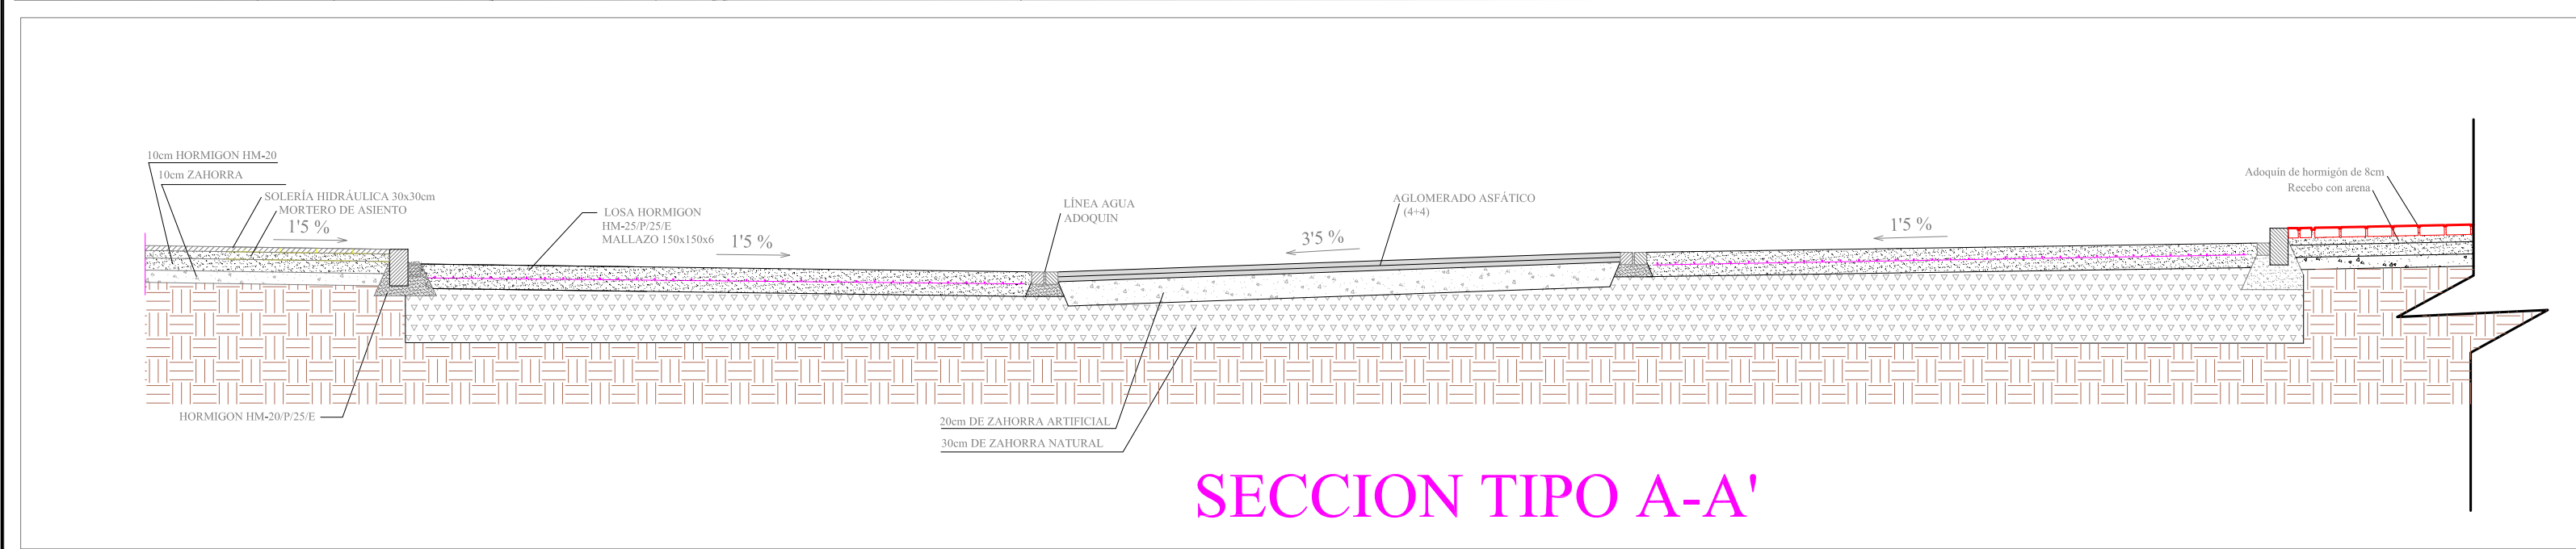 10cm HORMIGON HM-20
10cm ZAHORRA
SOLERÍA HIDRÁULICA 30x30cm
MORTERO DE ASIENTO
1'5 %
LOSA HORMIGON
HM-25/P/25/E
MALLAZO 150x150x6
1'5 %
LÍNEA AGUA
ADOQUIN
3'5 %
AGLOMERADO ASFÁTICO
(4+4)
1'5 %
Adoquín de hormigón de 8cm
Recebo con arena
HORMIGON HM-20/P/25/E
20cm DE ZAHORRA ARTIFICIAL
30cm DE ZAHORRA NATURAL
SECCION TIPO A-A'